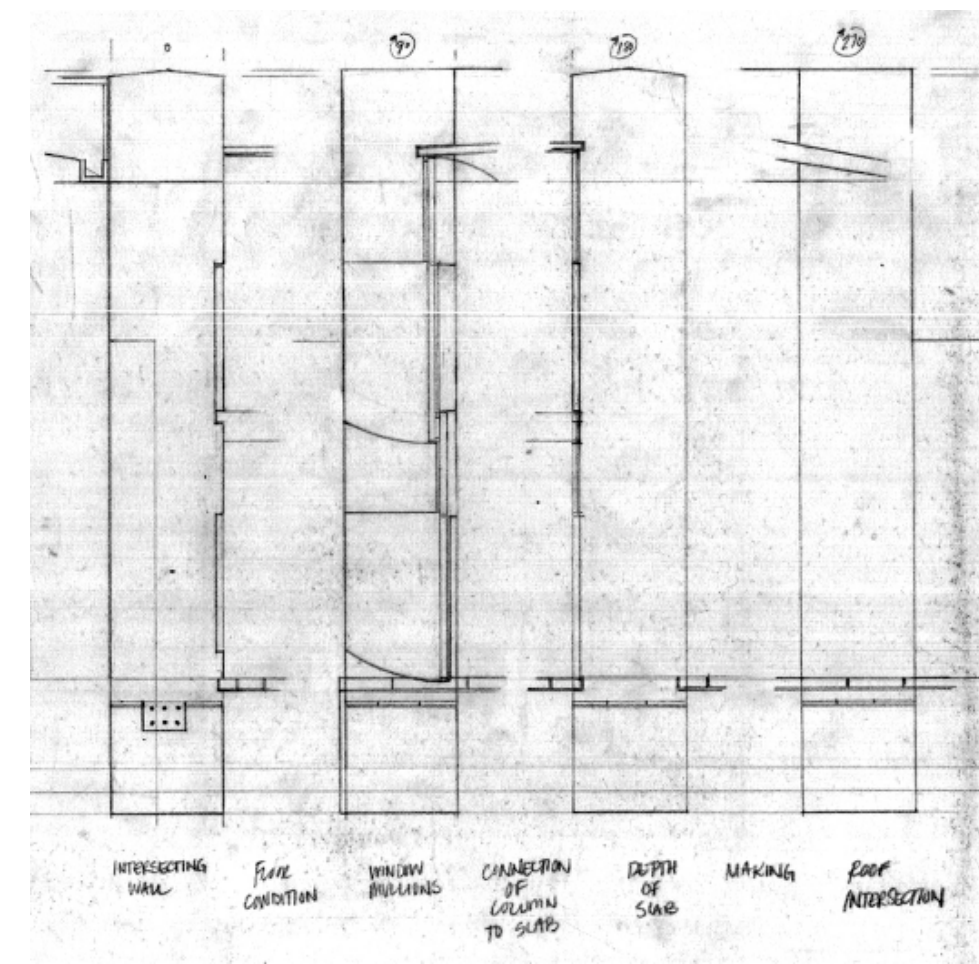 0
90
180
270
INTERSECTING
WALL
FLOOR
CONDITION
WINDOW
MULLIONS
CONNECTION
OF
COLUMN
TO SLAB
DEPTH
OF
SLAB
MAKING
ROOF
INTERSECTION